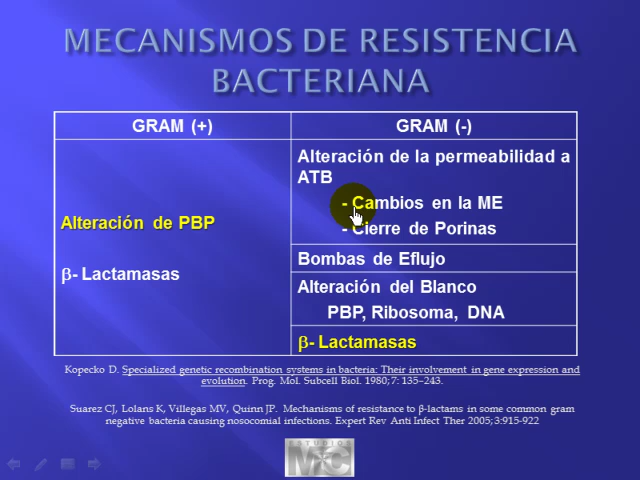 MECANISMOS DE RESISTENCIA
BACTERIANA
GRAM (+)
GRAM (-)
Alteración de PBP
β- Lactamasas
Alteración de la permeabilidad a
ATB
- Cambios en la ME
- Cierre de Porinas
Bombas de Eflujo
Alteración del Blanco
PBP, Ribosoma, DNA
β- Lactamasas
Kopecko D. Specialized genetic recombination systems in bacteria: Their involvement in gene expression and
evolution. Prog. Mol. Subcell Biol. 1980; 7: 135–243.
Suarez CJ, Lolans K, Villegas MV, Quinn JP. Mechanisms of resistance to β-lactams in some common gram
negative bacteria causing nosocomial infections. Expert Rev Anti Infect Ther 2005; 3:915-922
ESTUDIOS
MC